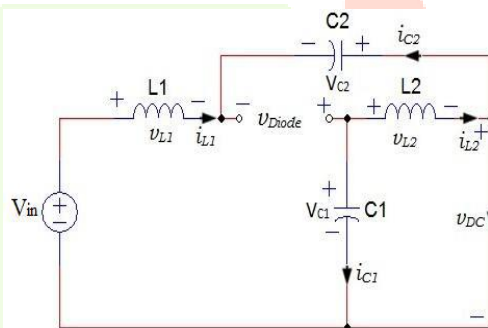 C2
− + iC2
VC2
L1 L2
+ − − vDiode + + −
vL1 iL1 vL2 iL2 +
Vin + −
+
VC1 C1 vDC
−
iC1
−